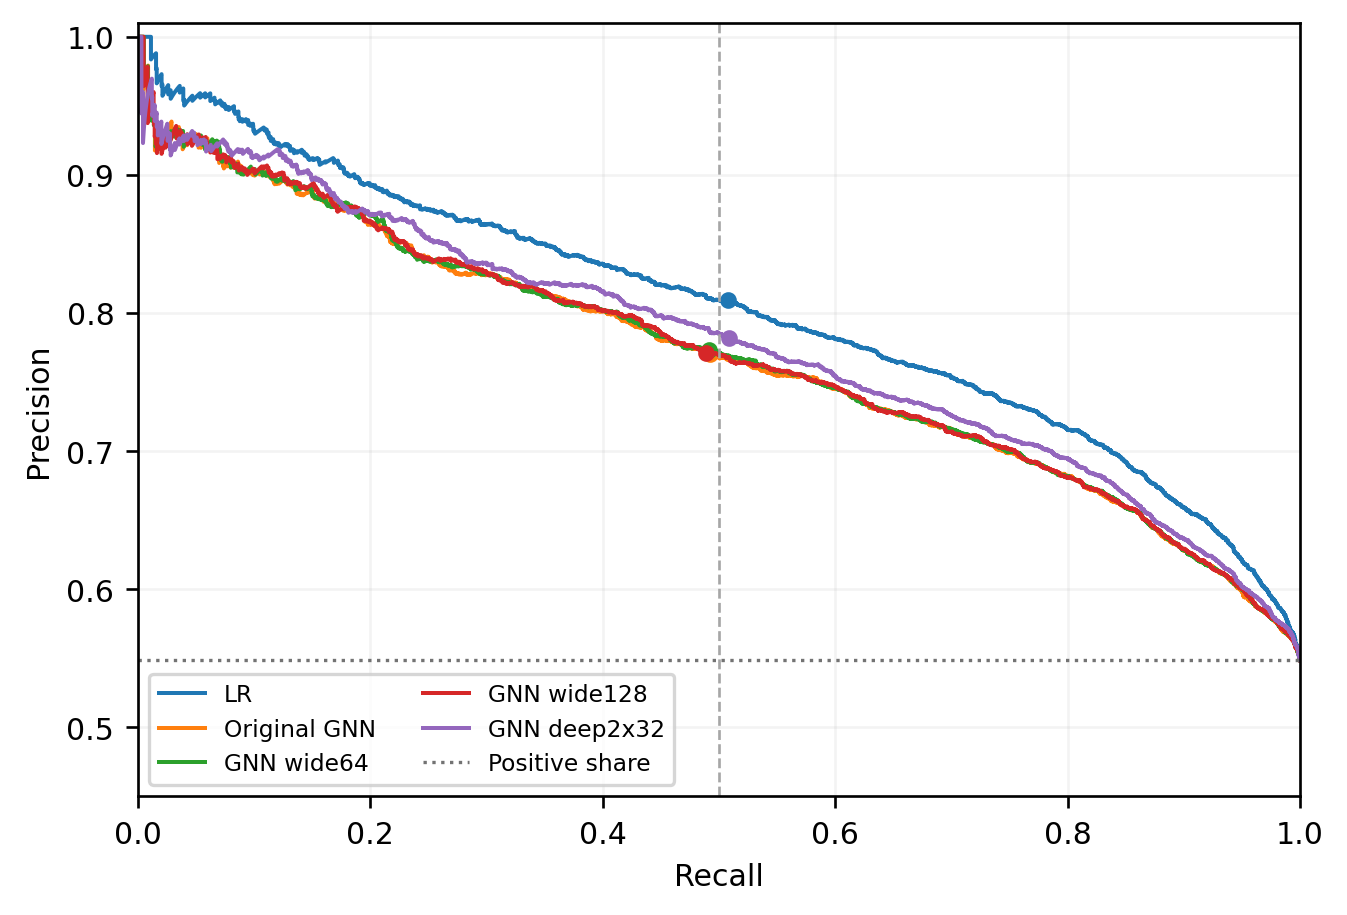 1.0
0.9
0.8
0.7
0.6
0.5
Precision
LR
Original GNN
GNN wide64
GNN wide128
GNN deep2x32
Positive share
0.0 0.2 0.4 0.6 0.8 1.0
Recall